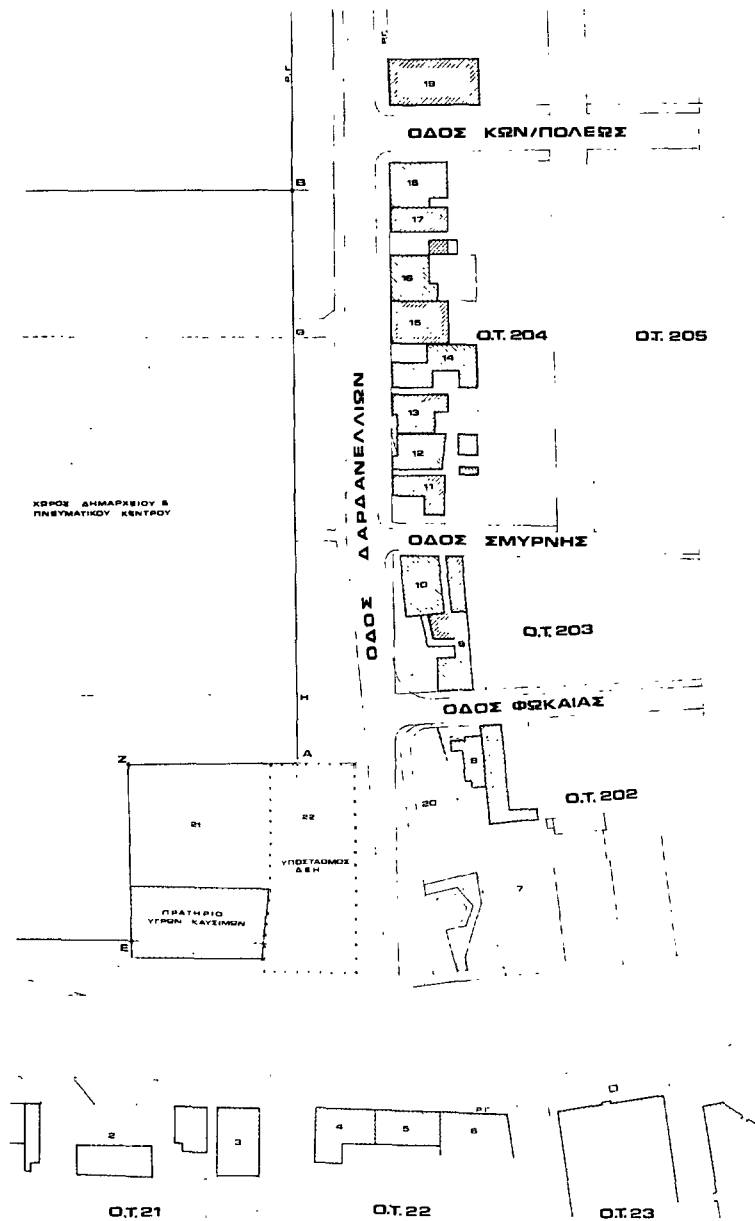 Ρ.Γ.
Ρ.Γ.
19
ΟΔΟΣ ΚΩΝ/ΠΟΛΕΩΣ
18
Β
17
16
15
Θ
Ο.Τ. 204
Ο.Τ. 205
14
13
12
11
ΟΔΟΣ ΔΑΡΔΑΝΕΛΛΙΩΝ
ΧΩΡΟΣ ΔΗΜΑΡΧΕΙΟΥ &
ΠΝΕΥΜΑΤΙΚΟΥ ΚΕΝΤΡΟΥ
ΟΔΟΣ ΣΜΥΡΝΗΣ
10
Ο.Τ. 203
9
Η
ΟΔΟΣ ΦΩΚΑΙΑΣ
Ζ
Α
8
Ο.Τ. 202
20
21
22
ΥΠΟΣΤΑΘΜΟΣ
ΔΕΗ
7
ΠΡΑΤΗΡΙΟ
ΥΓΡΩΝ ΚΑΥΣΙΜΩΝ
Ε
2
3
4
5
Ρ.Γ.
6
Ο.Τ. 21
Ο.Τ. 22
Ο.Τ. 23